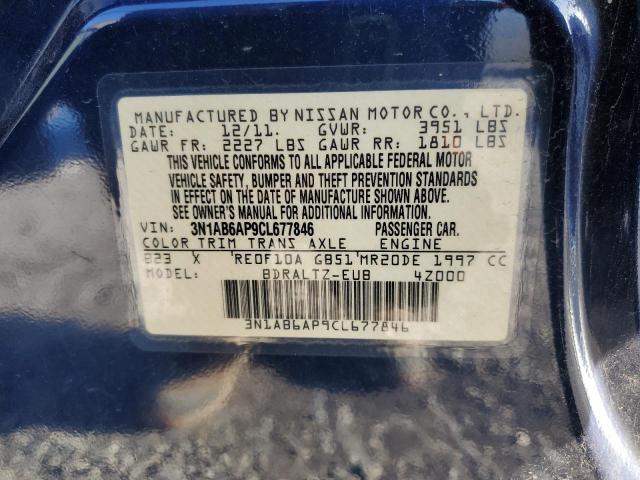 MANUFACTURED BY NISSAN MOTOR CO., LTD.
DATE: 12/11. GVWR: 3951 LBS
GAWR FR: 2227 LBS GAWR RR: 1810 LBS
THIS VEHICLE CONFORMS TO ALL APPLICABLE FEDERAL MOTOR
VEHICLE SAFETY, BUMPER AND THEFT PREVENTION STANDARDS
IN EFFECT ON THE DATE OF MANUFACTURE SHOWN ABOVE.
SEE OWNER'S MANUAL FOR ADDITIONAL INFORMATION.
VIN: 3N1AB6AP9CL677846 PASSENGER CAR.
COLOR TRIM TRANS AXLE ENGINE
B23 X RE0F10A GB51 MR20DE 1997 CC
MODEL: BDRALTZ-EUB 4Z000
3N1AB6AP9CL677846